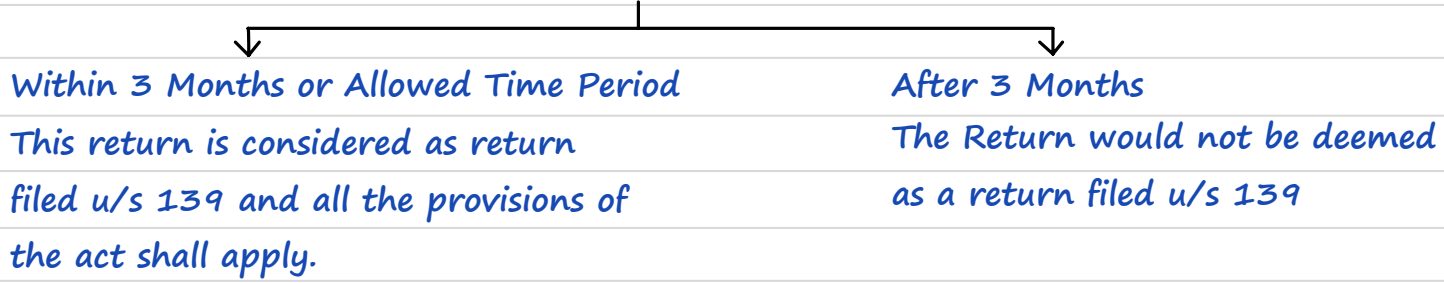 Within 3 Months or Allowed Time Period
This return is considered as return
filed u/s 139 and all the provisions of
the act shall apply.
After 3 Months
The Return would not be deemed
as a return filed u/s 139